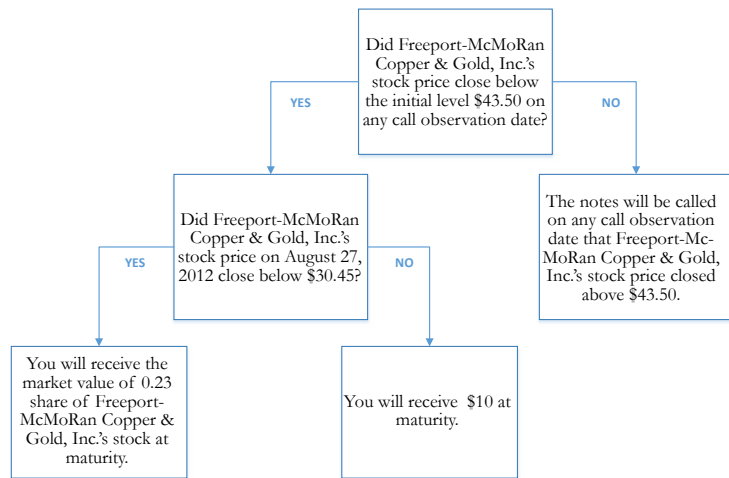 Did Freeport-McMoRan
Copper & Gold, Inc.'s
stock price close below
the initial level $43.50 on
any call observation date?
YES
NO
Did Freeport-McMoRan
Copper & Gold, Inc.'s
stock price on August 27,
2012 close below $30.45?
The notes will be called
on any call observation
date that Freeport-Mc-
MoRan Copper & Gold,
Inc.'s stock price closed
above $43.50.
YES
NO
You will receive the
market value of 0.23
share of Freeport-
McMoRan Copper &
Gold, Inc.'s stock at
maturity.
You will receive $10 at
maturity.